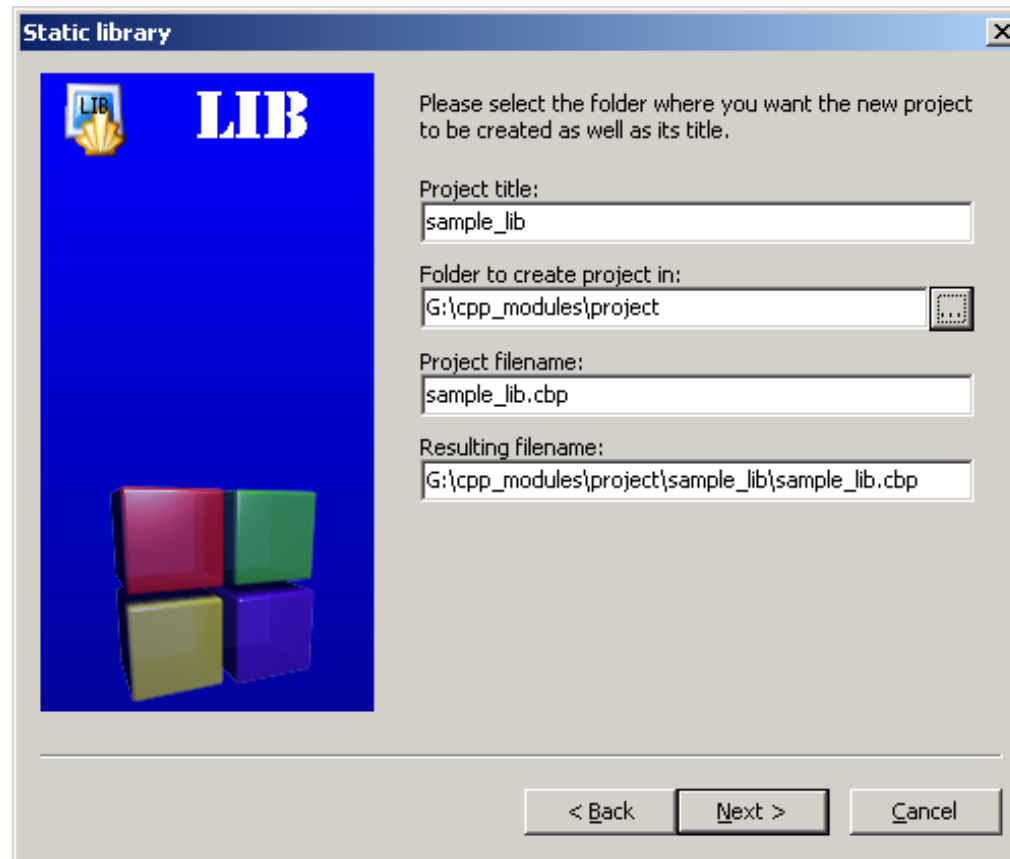 Static library
LIB
LIB
Please select the folder where you want the new project
to be created as well as its title.
Project title:
sample_lib
Folder to create project in:
G:\cpp_modules\project
...
Project filename:
sample_lib.cbp
Resulting filename:
G:\cpp_modules\project\sample_lib\sample_lib.cbp
< Back
Next >
Cancel